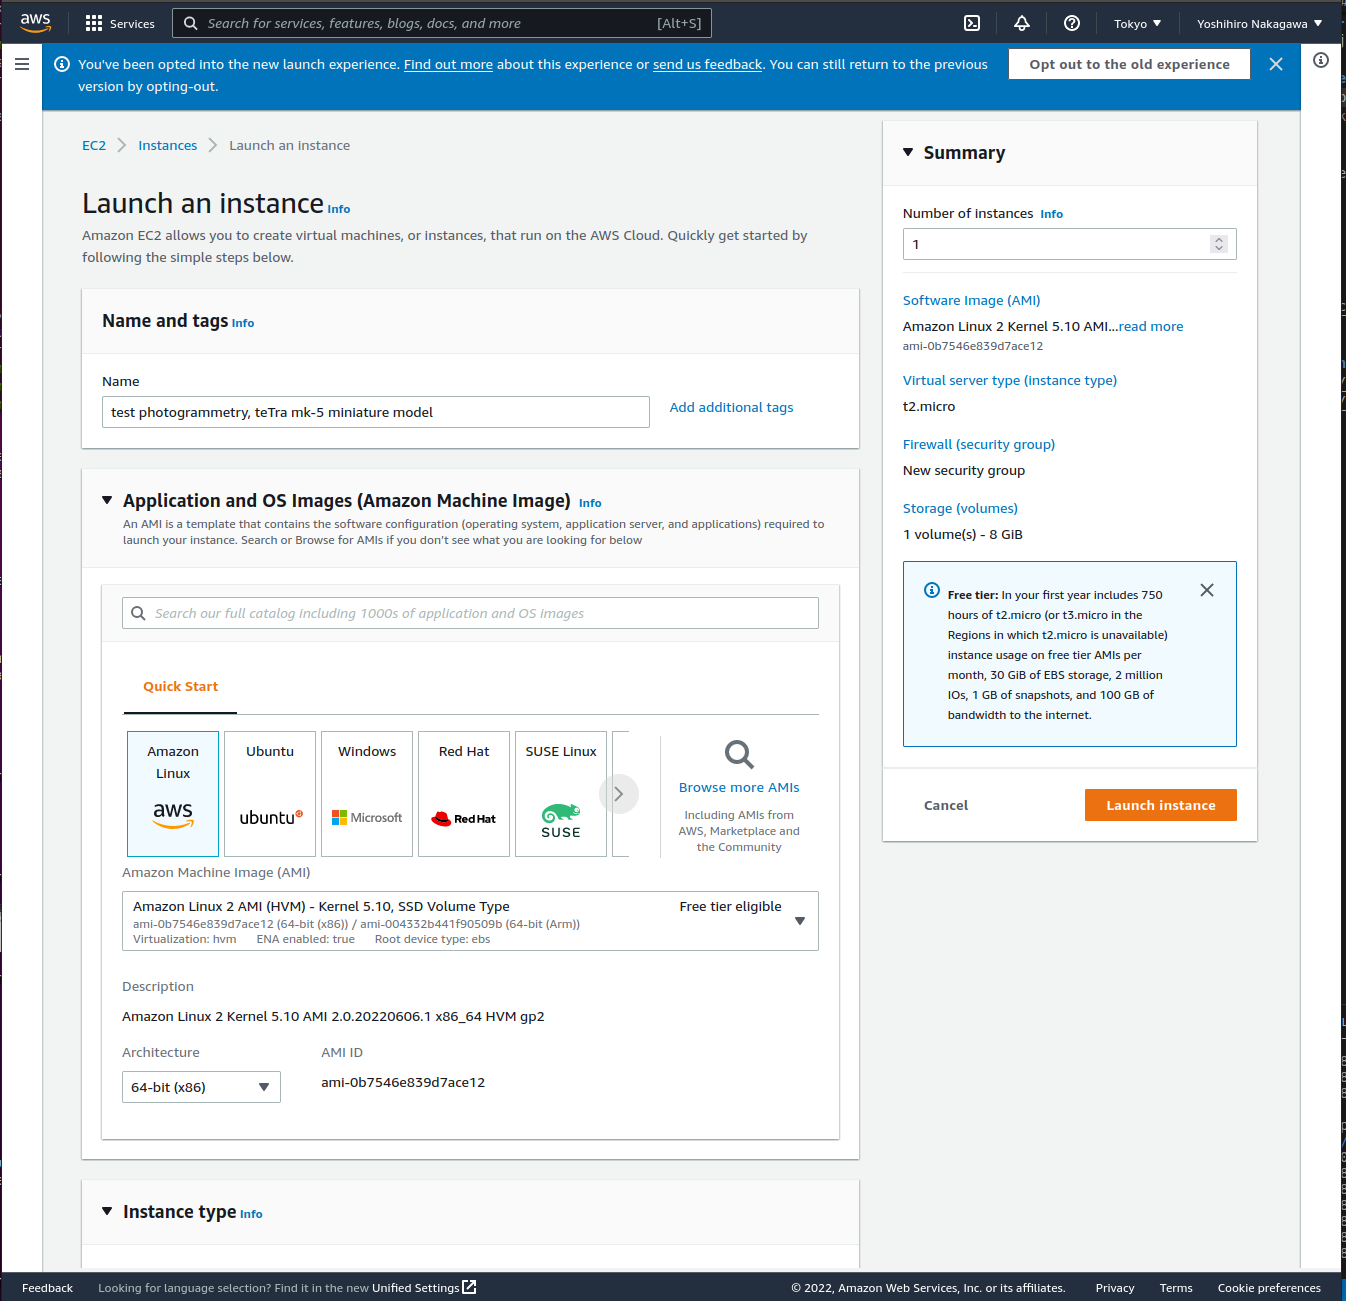 aws
Services
Search for services, features, blogs, docs, and more
[Alt+S]
Tokyo
Yoshihiro Nakagawa
You've been opted into the new launch experience. Find out more about this experience or send us feedback. You can still return to the previous
version by opting-out.
Opt out to the old experience
EC2
Instances
Launch an instance
Launch an instance Info
Amazon EC2 allows you to create virtual machines, or instances, that run on the AWS Cloud. Quickly get started by
following the simple steps below.
Name and tags Info
Name
test photogrammetry, teTra mk-5 miniature model
Add additional tags
Application and OS Images (Amazon Machine Image) Info
An AMI is a template that contains the software configuration (operating system, application server, and applications) required to
launch your instance. Search or Browse for AMIs if you don't see what you are looking for below
Search our full catalog including 1000s of application and OS images
Quick Start
Amazon
Linux
aws
Ubuntu
ubuntu
Windows
Microsoft
Red Hat
Red Hat
SUSE Linux
SUSE
Browse more AMIs
Including AMIs from
AWS, Marketplace and
the Community
Amazon Machine Image (AMI)
Amazon Linux 2 AMI (HVM) - Kernel 5.10, SSD Volume Type
Free tier eligible
ami-0b7546e839d7ace12 (64-bit (x86)) / ami-004332b441f90509b (64-bit (Arm))
Virtualization: hvm ENA enabled: true Root device type: ebs
Description
Amazon Linux 2 Kernel 5.10 AMI 2.0.20220606.1 x86_64 HVM gp2
Architecture
AMI ID
64-bit (x86)
ami-0b7546e839d7ace12
Instance type Info
Summary
Number of instances Info
1
Software Image (AMI)
Amazon Linux 2 Kernel 5.10 AMI...read more
ami-0b7546e839d7ace12
Virtual server type (instance type)
t2.micro
Firewall (security group)
New security group
Storage (volumes)
1 volume(s) - 8 GiB
Free tier: In your first year includes 750
hours of t2.micro (or t3.micro in the
Regions in which t2.micro is unavailable)
instance usage on free tier AMIs per
month, 30 GiB of EBS storage, 2 million
IOs, 1 GB of snapshots, and 100 GB of
bandwidth to the internet.
Cancel
Launch instance
Feedback
Looking for language selection? Find it in the new Unified Settings
© 2022, Amazon Web Services, Inc. or its affiliates.
Privacy
Terms
Cookie preferences